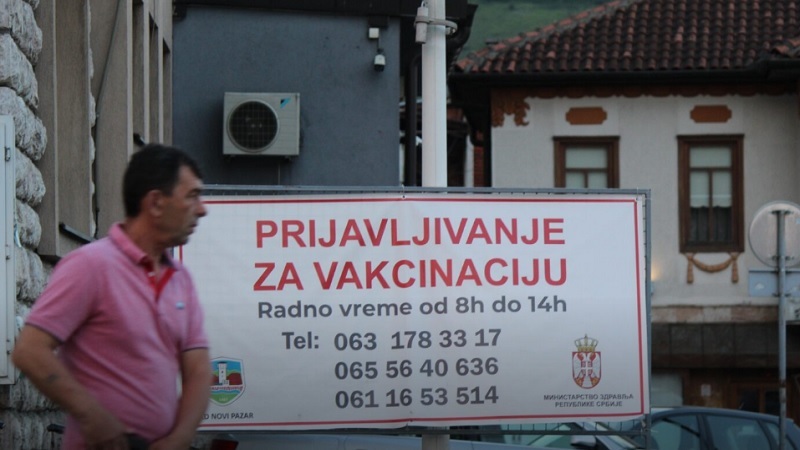 PRIJAVLJIVANJE
ZA VAKCINACIJU
Radno vreme od 8h do 14h
Tel: 063 178 33 17
065 56 40 636
061 16 53 514
NOVI PAZAR
МИНИСТАРСТВО ЗДРАВЉА
РЕПУБЛИКЕ СРБИЈЕ